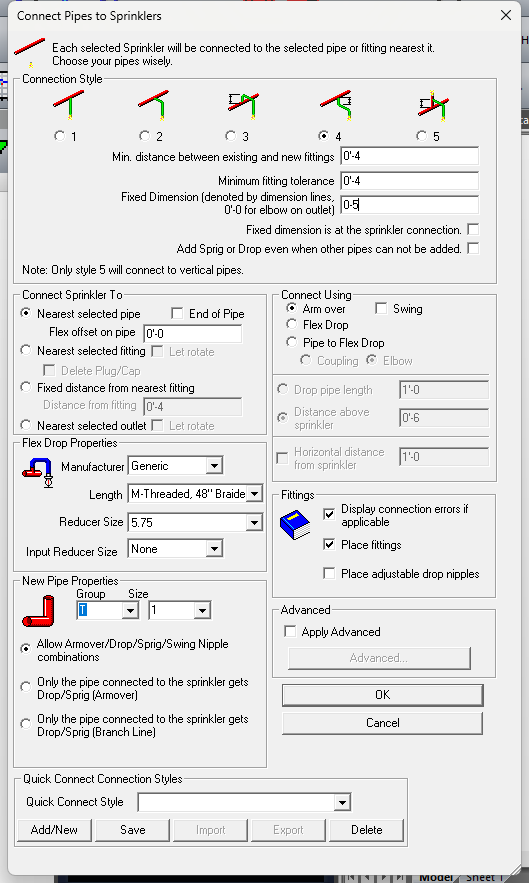 Connect Pipes to Sprinklers
Each selected Sprinkler will be connected to the selected pipe or fitting nearest it.
Choose your pipes wisely.
Connection Style
1 2 3 4 5
Min. distance between existing and new fittings 0'-4
Minimum fitting tolerance 0'-4
Fixed Dimension (denoted by dimension lines,
0'-0 for elbow on outlet) 0-5
Fixed dimension is at the sprinkler connection.
Add Sprig or Drop even when other pipes can not be added.
Note: Only style 5 will connect to vertical pipes.
Connect Sprinkler To
Nearest selected pipe End of Pipe
Flex offset on pipe 0'-0
Nearest selected fitting Let rotate
Delete Plug/Cap
Fixed distance from nearest fitting
Distance from fitting 0'-4
Nearest selected outlet Let rotate
Connect Using
Arm over Swing
Flex Drop
Pipe to Flex Drop
Coupling Elbow
Drop pipe length 1'-0
Distance above
sprinkler 0'-6
Horizontal distance
from sprinkler 1'-0
Flex Drop Properties
Manufacturer Generic
Length M-Threaded, 48" Braide
Reducer Size 5.75
Input Reducer Size None
Fittings
Display connection errors if
applicable
Place fittings
Place adjustable drop nipples
New Pipe Properties
Group Size
T 1
Allow Armover/Drop/Sprig/Swing Nipple
combinations
Only the pipe connected to the sprinkler gets
Drop/Sprig (Armover)
Only the pipe connected to the sprinkler gets
Drop/Sprig (Branch Line)
Advanced
Apply Advanced
Advanced...
OK
Cancel
Quick Connect Connection Styles
Quick Connect Style
Add/New Save Import Export Delete
Model Sheet 1